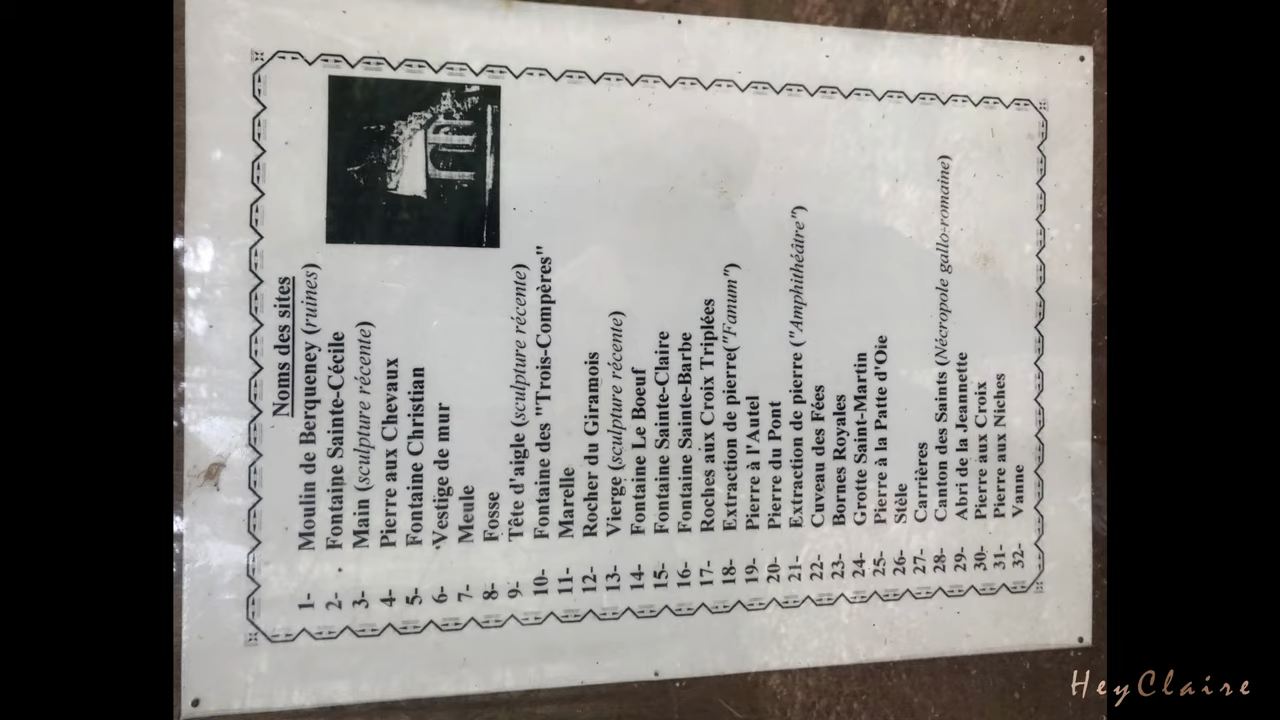 Noms des sites
1- Moulin de Berqueney (ruines)
2- Fontaine Sainte-Cécile
3- Main (sculpture récente)
4- Pierre aux Chevaux
5- Fontaine Christian
6- Vestige de mur
7- Meule
8- Fosse
9- Tête d'aigle (sculpture récente)
10- Fontaine des "Trois-Compères"
11- Marelle
12- Rocher du Giramois
13- Vierge (sculpture récente)
14- Fontaine Le Boeuf
15- Fontaine Sainte-Claire
16- Fontaine Sainte-Barbe
17- Roches aux Croix Triplées
18- Extraction de pierre("Fanum")
19- Pierre à l'Autel
20- Pierre du Pont
21- Extraction de pierre ("Amphithéâtre")
22- Cuveau des Fées
23- Bornes Royales
24- Grotte Saint-Martin
25- Pierre à la Patte d'Oie
26- Stèle
27- Carrières
28- Canton des Saints (Nécropole gallo-romaine)
29- Abri de la Jeannette
30- Pierre aux Croix
31- Pierre aux Niches
32- Vanne
HeyClaire